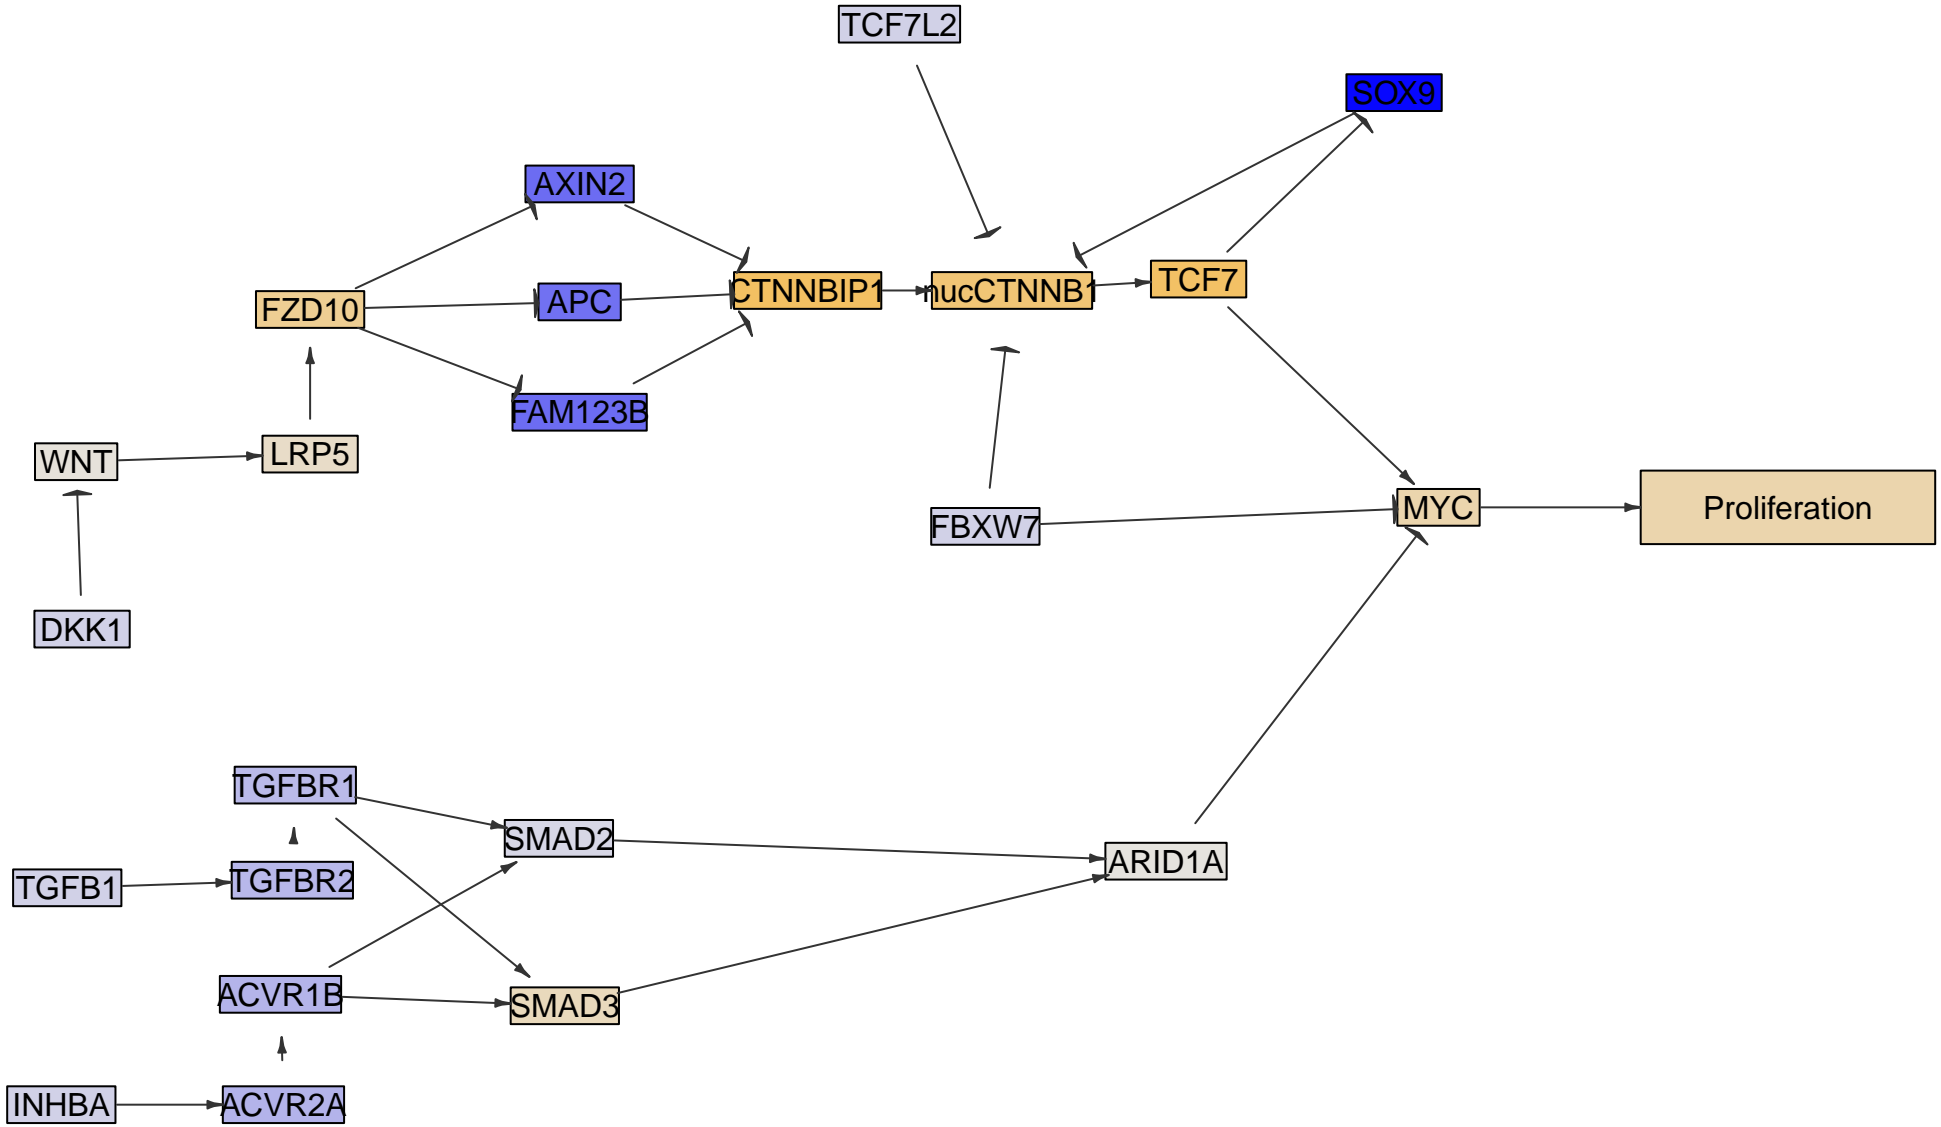 TCF7L2
SOX9
AXIN2
TCF7
CTNNBIP1
nucCTNNB1
APC
FZD10
FAM123B
WNT
LRP5
MYC
Proliferation
FBXW7
DKK1
TGFBR1
SMAD2
ARID1A
TGFB1
TGFBR2
ACVR1B
SMAD3
INHBA
ACVR2A